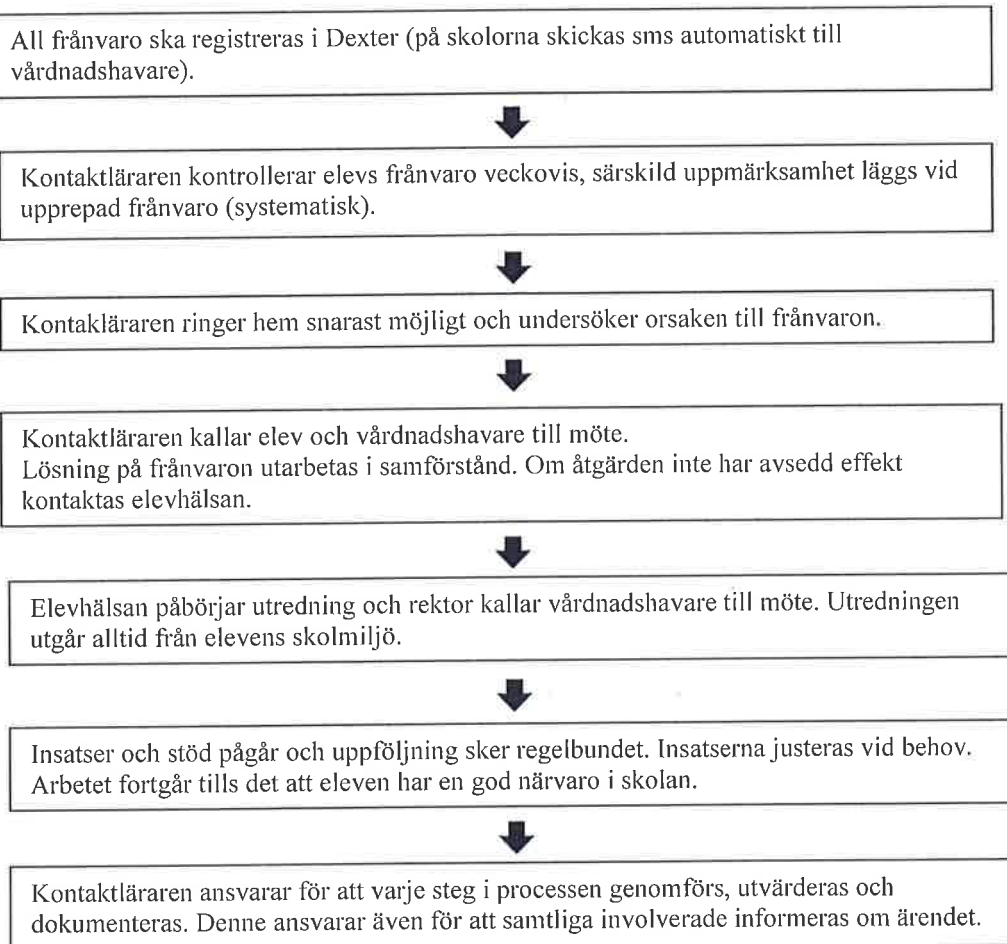 All frånvaro ska registreras i Dexter (på skolorna skickas sms automatiskt till
vårdnadshavare).
Kontaktläraren kontrollerar elevs frånvaro veckovis, särskild uppmärksamhet läggs vid
upprepad frånvaro (systematisk).
Kontakläraren ringer hem snarast möjligt och undersöker orsaken till frånvaron.
Kontaktläraren kallar elev och vårdnadshavare till möte.
Lösning på frånvaron utarbetas i samförstånd. Om åtgärden inte har avsedd effekt
kontaktas elevhälsan.
Elevhälsan påbörjar utredning och rektor kallar vårdnadshavare till möte. Utredningen
utgår alltid från elevens skolmiljö.
Insatser och stöd pågår och uppföljning sker regelbundet. Insatserna justeras vid behov.
Arbetet fortgår tills det att eleven har en god närvaro i skolan.
Kontaktläraren ansvarar för att varje steg i processen genomförs, utvärderas och
dokumenteras. Denne ansvarar även för att samtliga involverade informeras om ärendet.